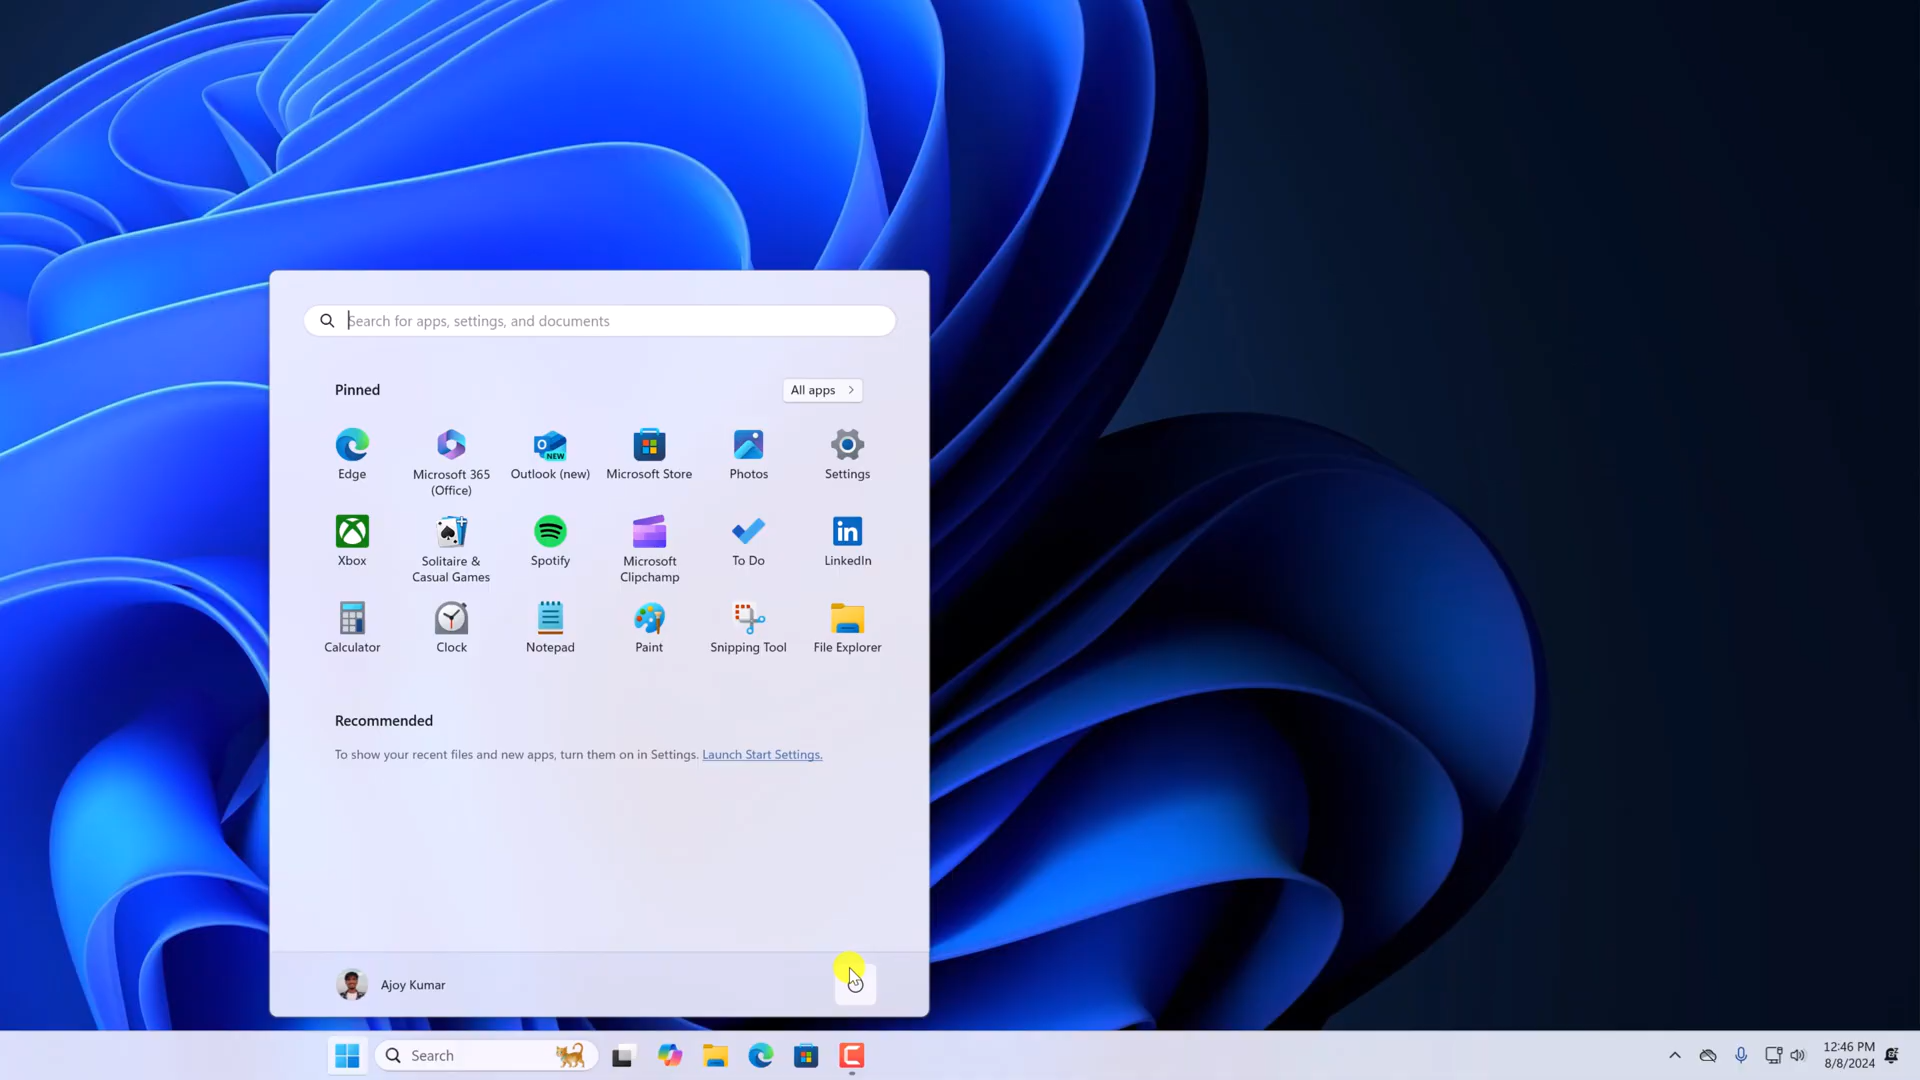 Search for apps, settings, and documents
Pinned
All apps
Edge
Microsoft 365
(Office)
Outlook (new)
Microsoft Store
Photos
Settings
Xbox
Solitaire &
Casual Games
Spotify
Microsoft
Clipchamp
To Do
LinkedIn
Calculator
Clock
Notepad
Paint
Snipping Tool
File Explorer
Recommended
To show your recent files and new apps, turn them on in Settings. Launch Start Settings.
Ajoy Kumar
Search
12:46 PM
8/8/2024